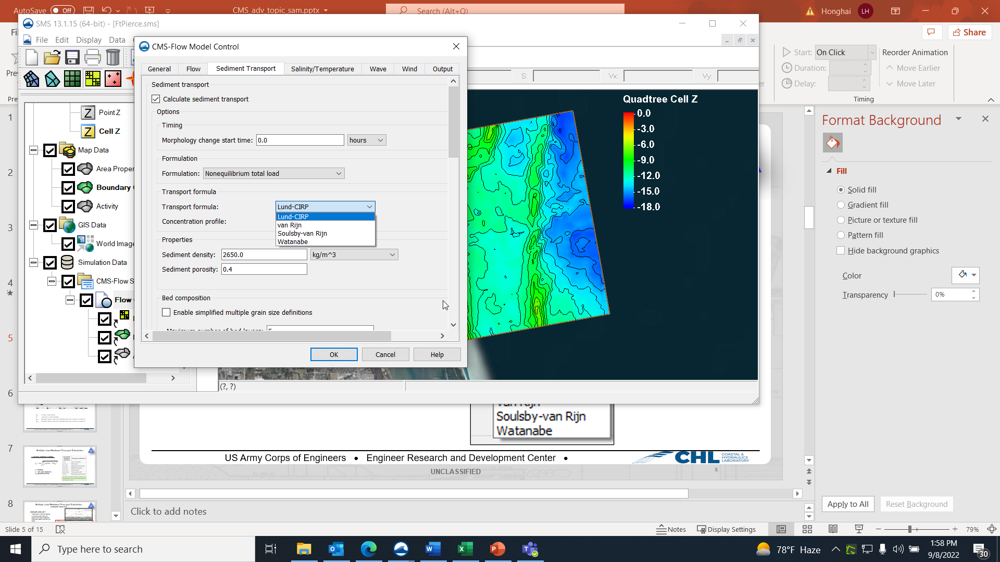 AutoSave Off
CMS_adv_topic_sam.pptx
Search (Alt+Q)
Honghai LH
SMS 13.1.15 (64-bit) - [FtPierce.sms]
File Edit Display Data
Share
CMS-Flow Model Control
General Flow Sediment Transport Salinity/Temperature Wave Wind Output
Start: On Click Reorder Animation
Duration: Move Earlier
Delay: Move Later
Timing
S: Vx: Vy:
Sediment transport
Calculate sediment transport
Options
Timing
Morphology change start time: 0.0 hours
Formulation
Formulation: Nonequilibrium total load
Transport formula
Transport formula: Lund-CIRP
Lund-CIRP
van Rijn
Soulsby-van Rijn
Watanabe
Concentration profile:
Properties
Sediment density: 2650.0 kg/m^3
Sediment porosity: 0.4
Bed composition
Enable simplified multiple grain size definitions
Maximum number of bed layers: 5
OK Cancel Help
Point Z
Cell Z
Map Data
Area Proper
Boundary
Activity
GIS Data
World Image
Simulation Data
CMS-Flow S
Flow
Quadtree Cell Z
0.0
-3.0
-6.0
-9.0
-12.0
-15.0
-18.0
(?, ?)
Format Background
Fill
Solid fill
Gradient fill
Picture or texture fill
Pattern fill
Hide background graphics
Color
Transparency 0%
Apply to All Reset Background
1
2
3
4
5
6
7
8
van Rijn
Soulsby-van Rijn
Watanabe
US Army Corps of Engineers • Engineer Research and Development Center •
CHL COASTAL & HYDRAULICS LABORATORY
UNCLASSIFIED
5
Click to add notes
Slide 5 of 15
Notes Display Settings 79%
Type here to search
78°F Haze
1:58 PM
9/8/2022
30